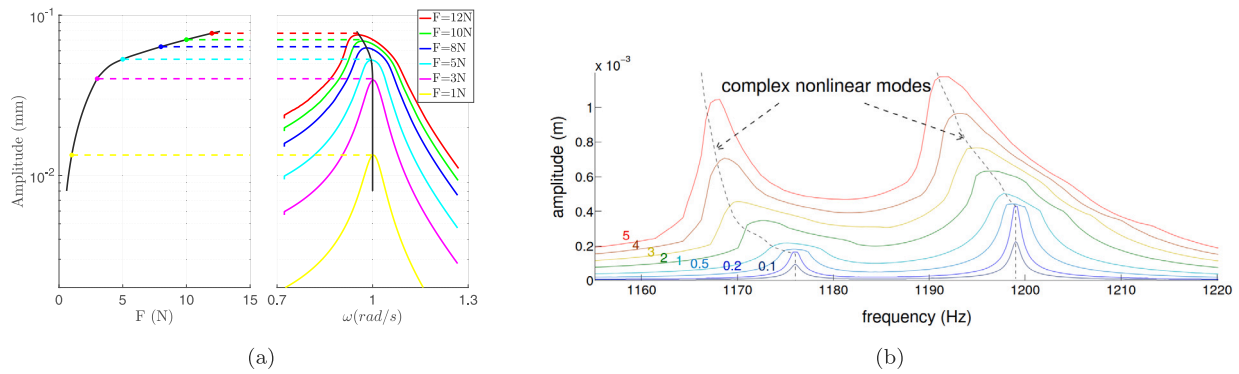 (a)
Amplitude (mm)
10⁻¹
10⁻²
0
5
10
15
F (N)
0.7
1
1.3
ω(rad/s)
F=12N
F=10N
F=8N
F=5N
F=3N
F=1N
x 10⁻³
complex nonlinear modes
1
0.8
0.6
0.4
0.2
0
amplitude (m)
5
4
3
2
1
0.5
0.2
0.1
1160
1170
1180
1190
1200
1210
1220
frequency (Hz)
(a)
(b)